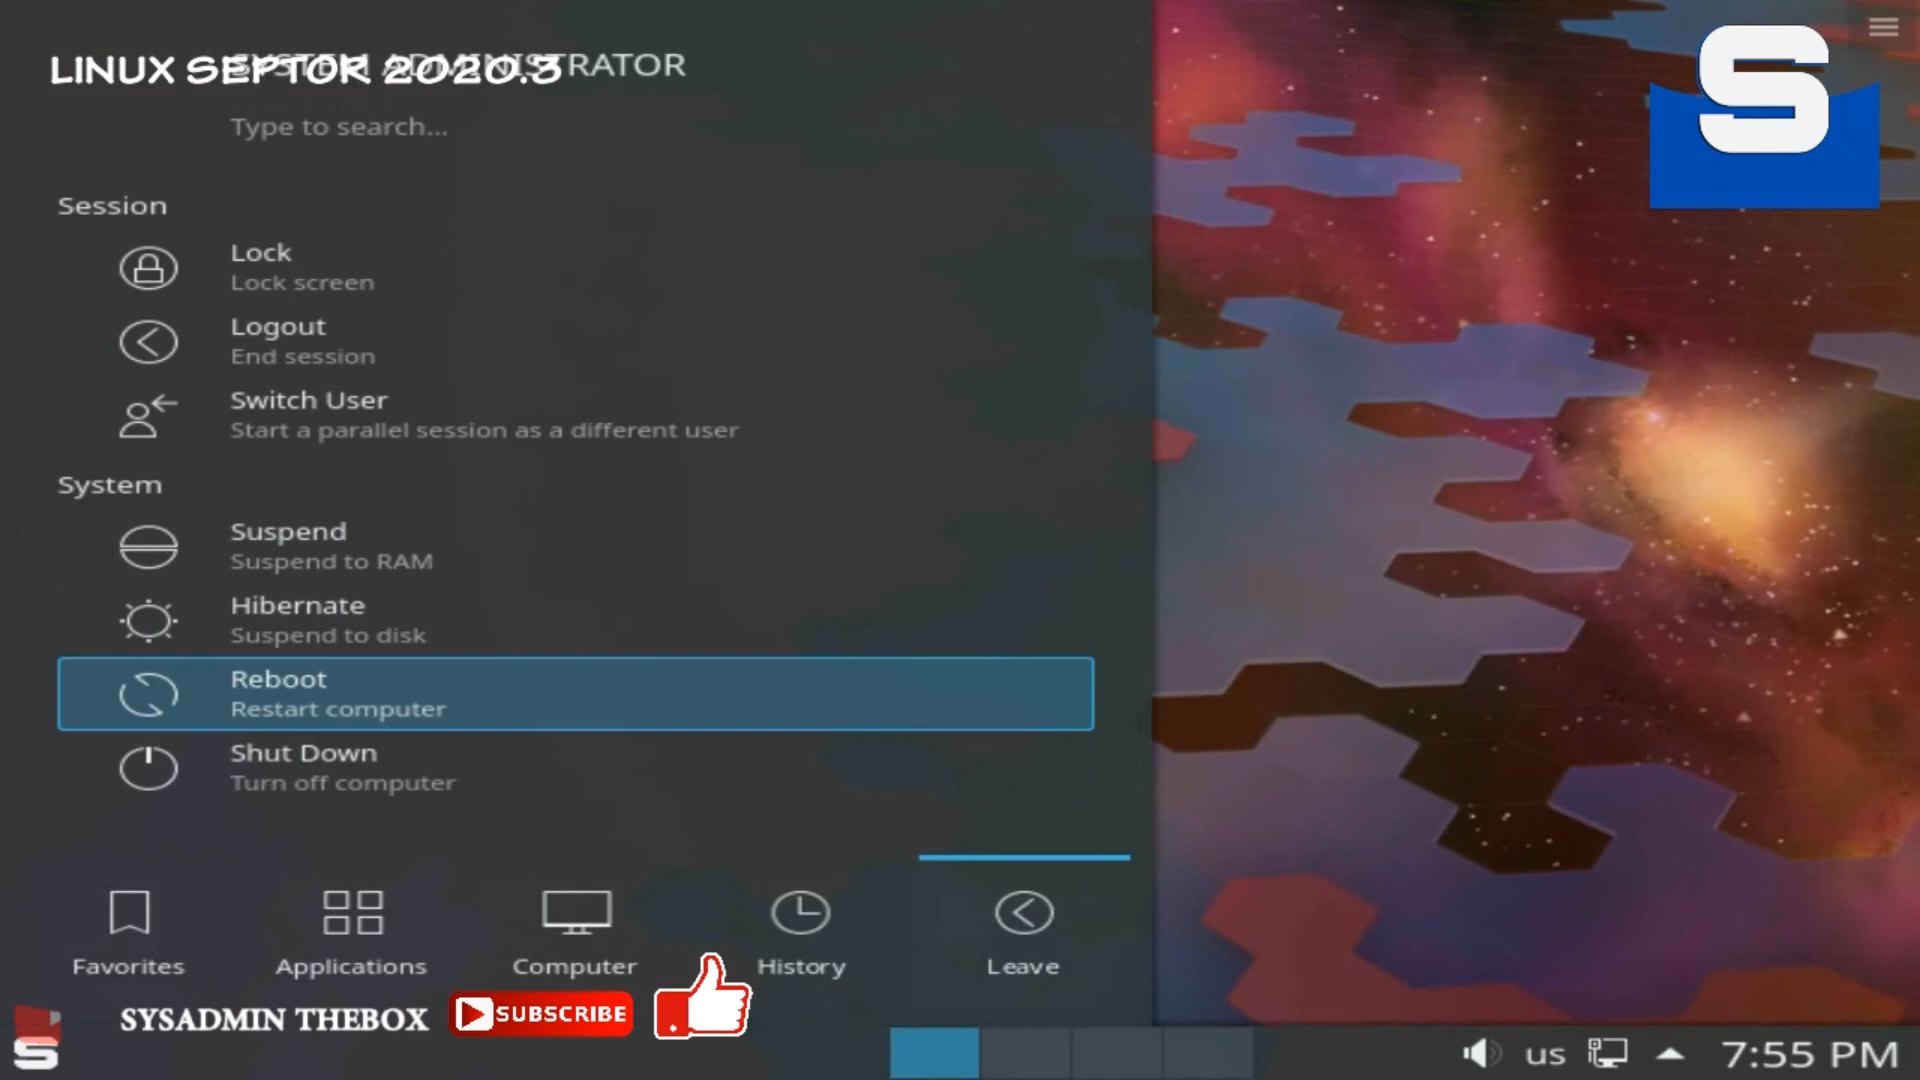 LINUX SEPTOR 2020.3
SYSTEM ADMINISTRATOR
Type to search...
Session
Lock
Lock screen
Logout
End session
Switch User
Start a parallel session as a different user
System
Suspend
Suspend to RAM
Hibernate
Suspend to disk
Reboot
Restart computer
Shut Down
Turn off computer
Favorites
Applications
Computer
History
Leave
SYSADMIN THEBOX
SUBSCRIBE
us
7:55 PM
S
S